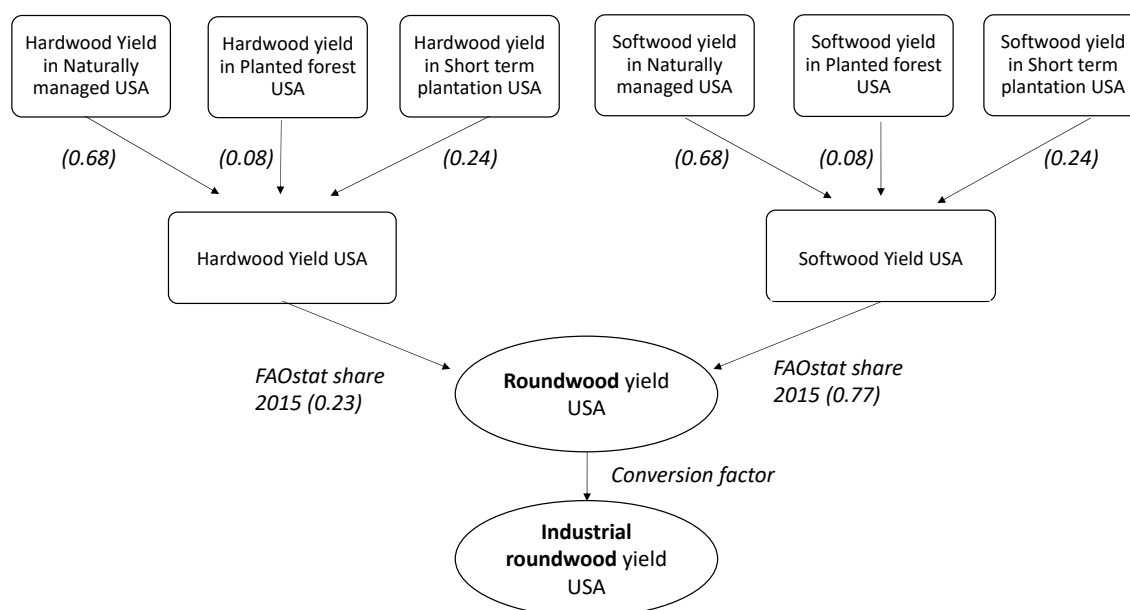 Hardwood Yield
in Naturally
managed USA
Hardwood yield
in Planted forest
USA
Hardwood yield
in Short term
plantation USA
Softwood yield
in Naturally
managed USA
Softwood yield
in Planted forest
USA
Softwood yield
in Short term
plantation USA
(0.68)
(0.08)
(0.24)
(0.68)
(0.08)
(0.24)
Hardwood Yield USA
Softwood Yield USA
FAOstat share
2015 (0.23)
Roundwood yield
USA
FAOstat share
2015 (0.77)
Conversion factor
Industrial
roundwood yield
USA